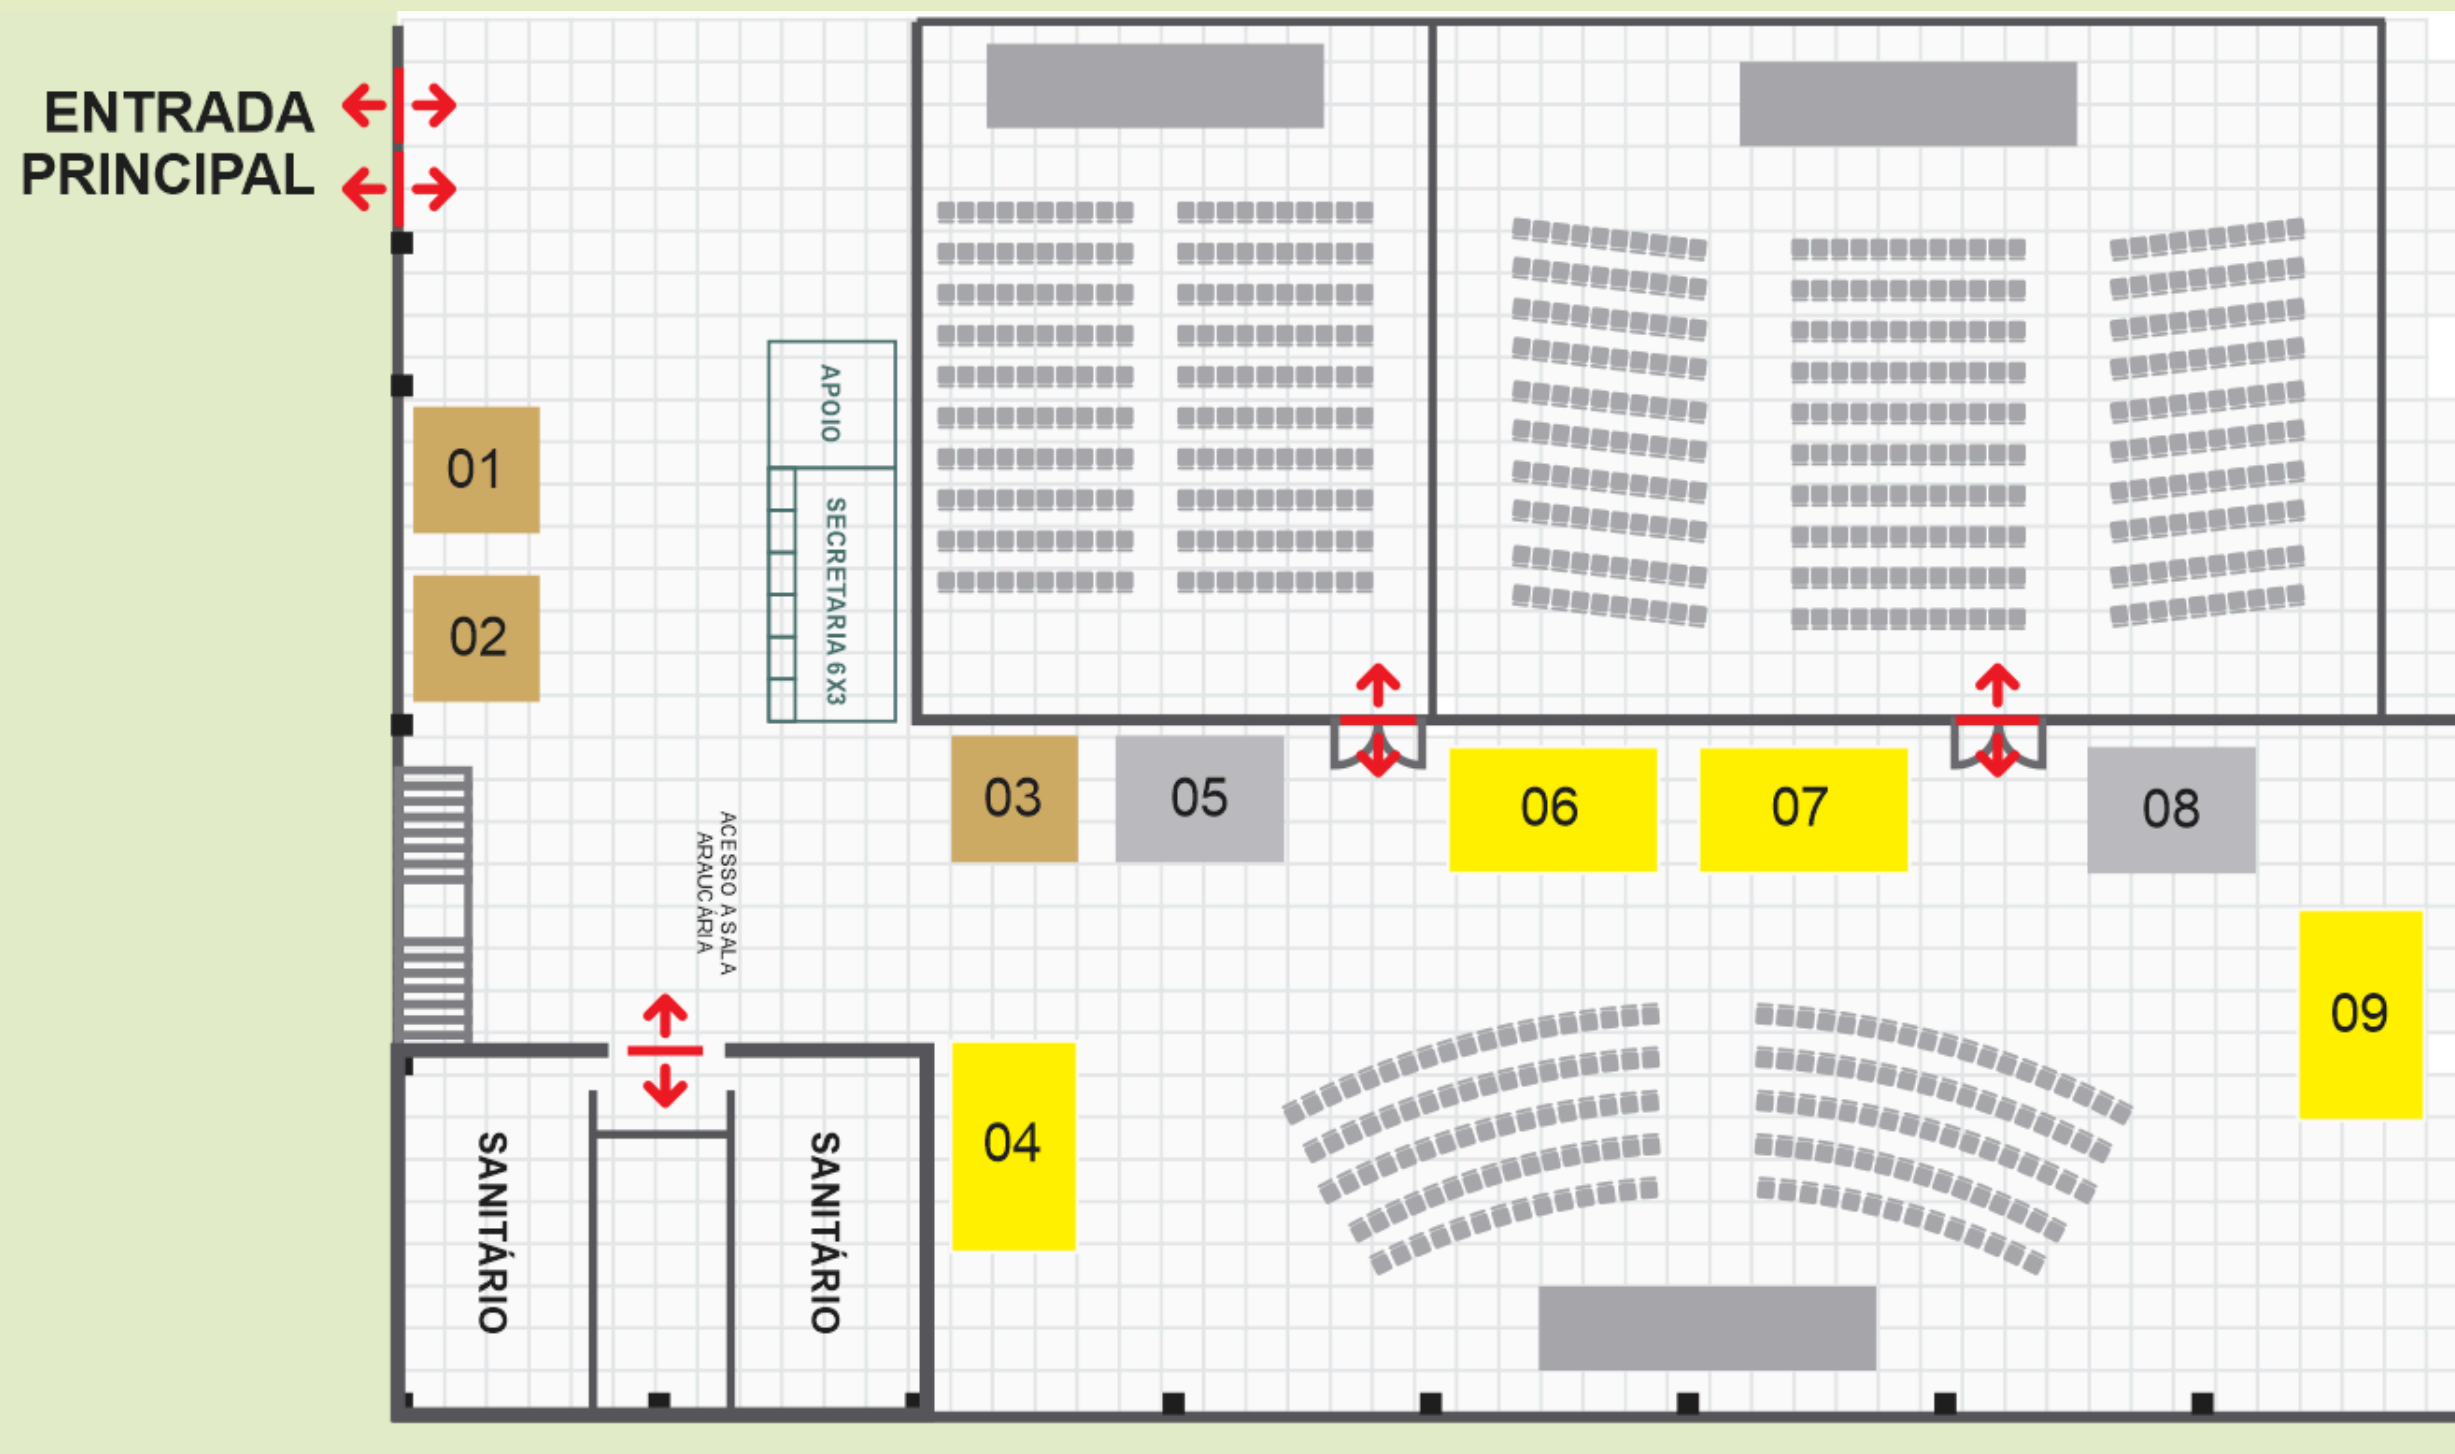 ENTRADA
PRINCIPAL
APOIO
01
SECRETARIA 6X3
02
03
05
06
07
08
ACESSO A SALA
ARAUCÁRIA
09
04
SANITÁRIO
SANITÁRIO